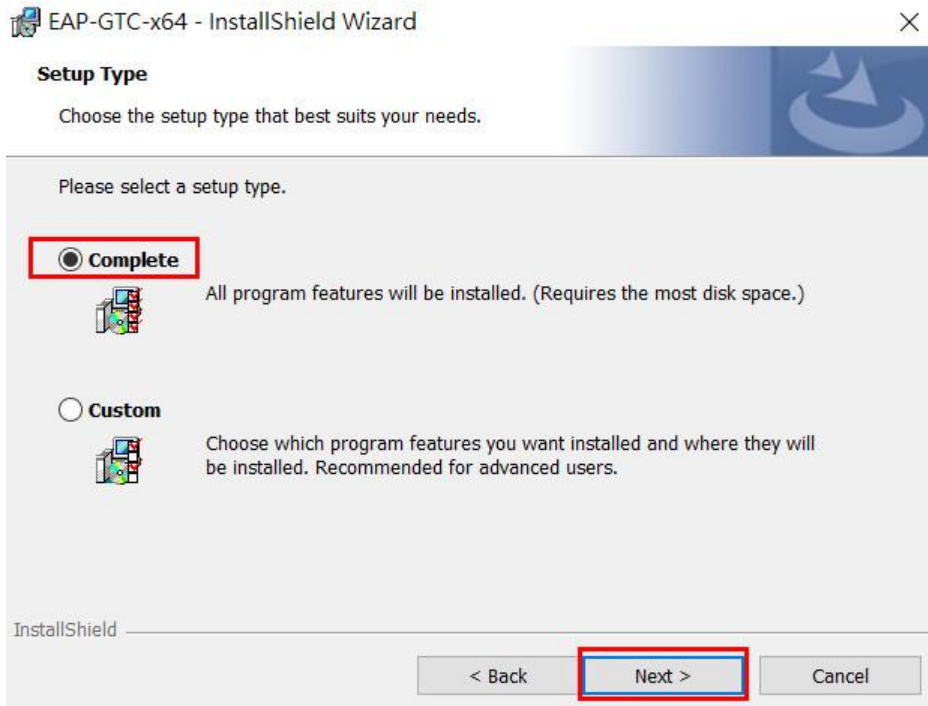 EAP-GTC-x64 - InstallShield Wizard
Setup Type
Choose the setup type that best suits your needs.
Please select a setup type.
Complete
All program features will be installed. (Requires the most disk space.)
Custom
Choose which program features you want installed and where they will
be installed. Recommended for advanced users.
InstallShield
< Back
Next >
Cancel